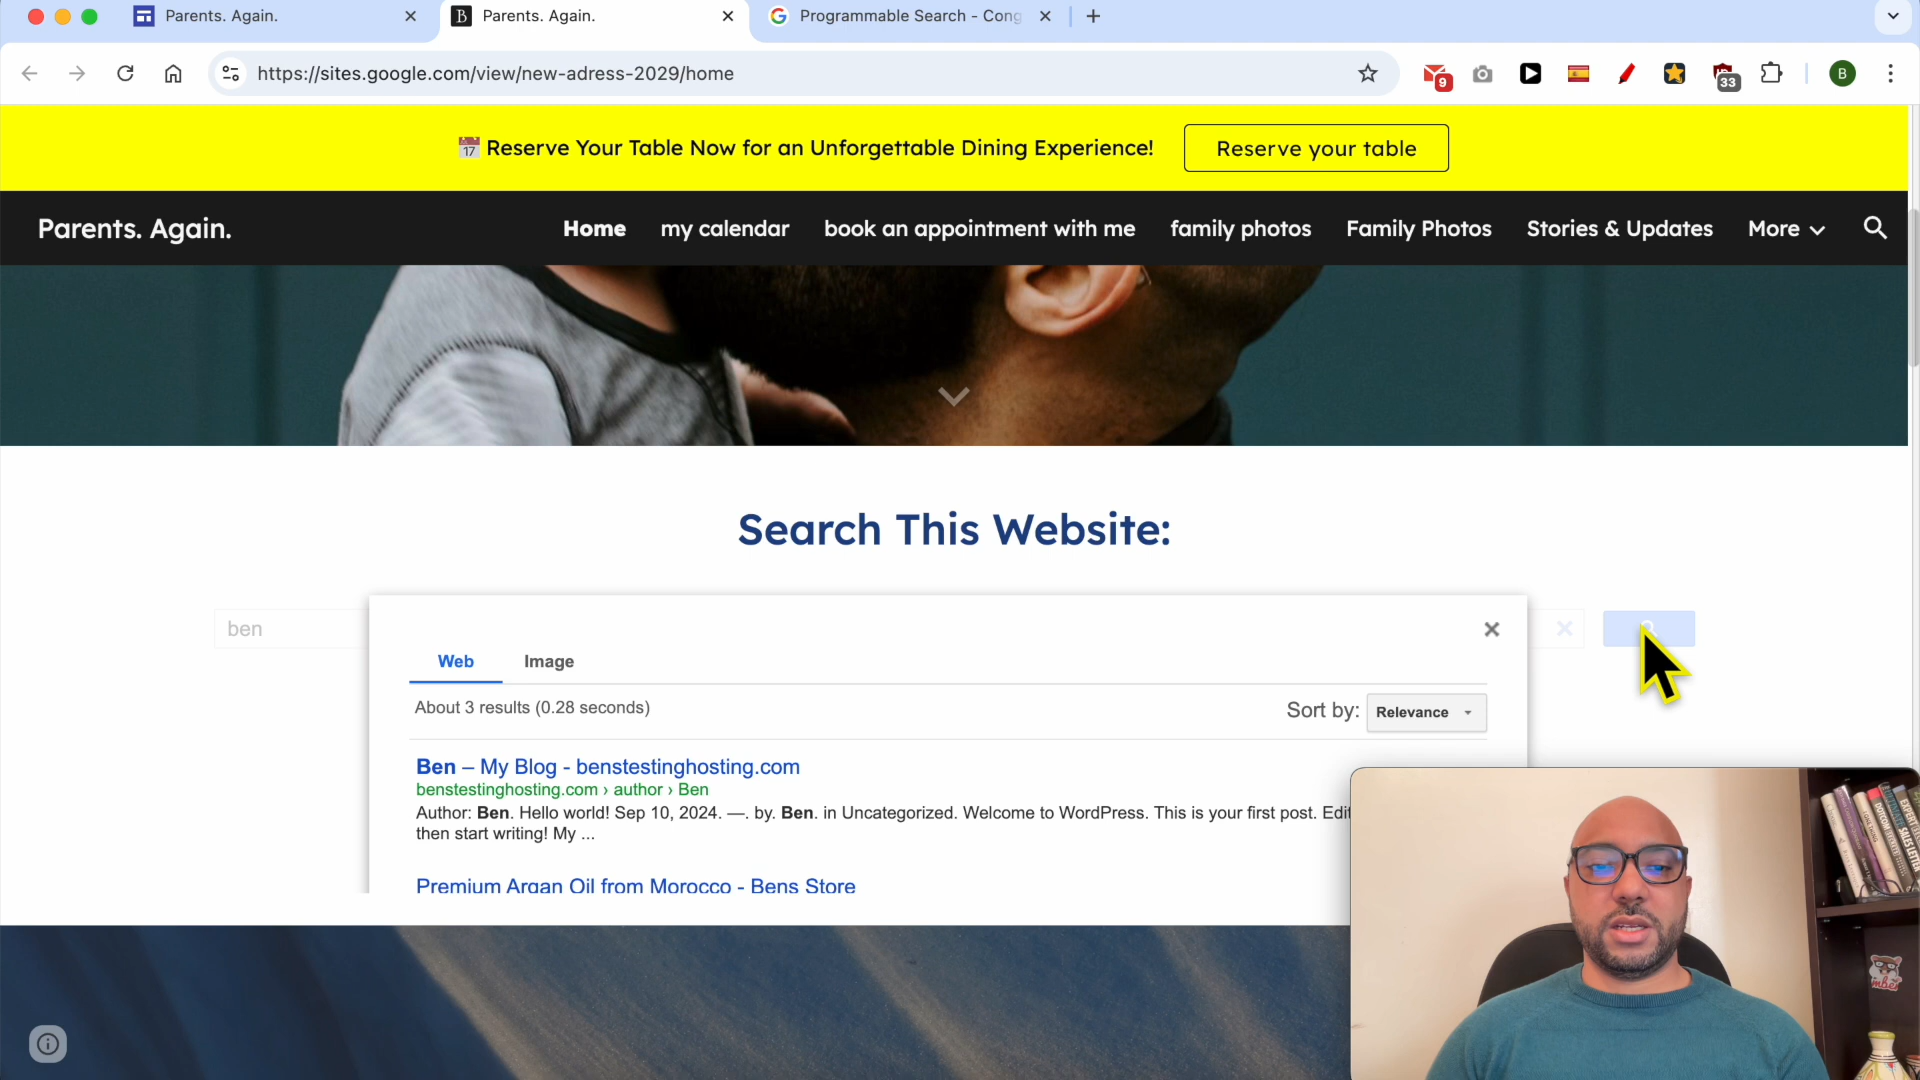 Parents. Again.
B Parents. Again.
Programmable Search - Cong
https://sites.google.com/view/new-adress-2029/home
9
33
B
17 Reserve Your Table Now for an Unforgettable Dining Experience!
Reserve your table
Parents. Again.
Home
my calendar
book an appointment with me
family photos
Family Photos
Stories & Updates
More
Search This Website:
ben
Web
Image
About 3 results (0.28 seconds)
Sort by: Relevance
Ben – My Blog - benstestinghosting.com
benstestinghosting.com › author › Ben
Author: Ben. Hello world! Sep 10, 2024. —. by. Ben. in Uncategorized. Welcome to WordPress. This is your first post. Edit
then start writing! My ...
Premium Argan Oil from Morocco - Bens Store